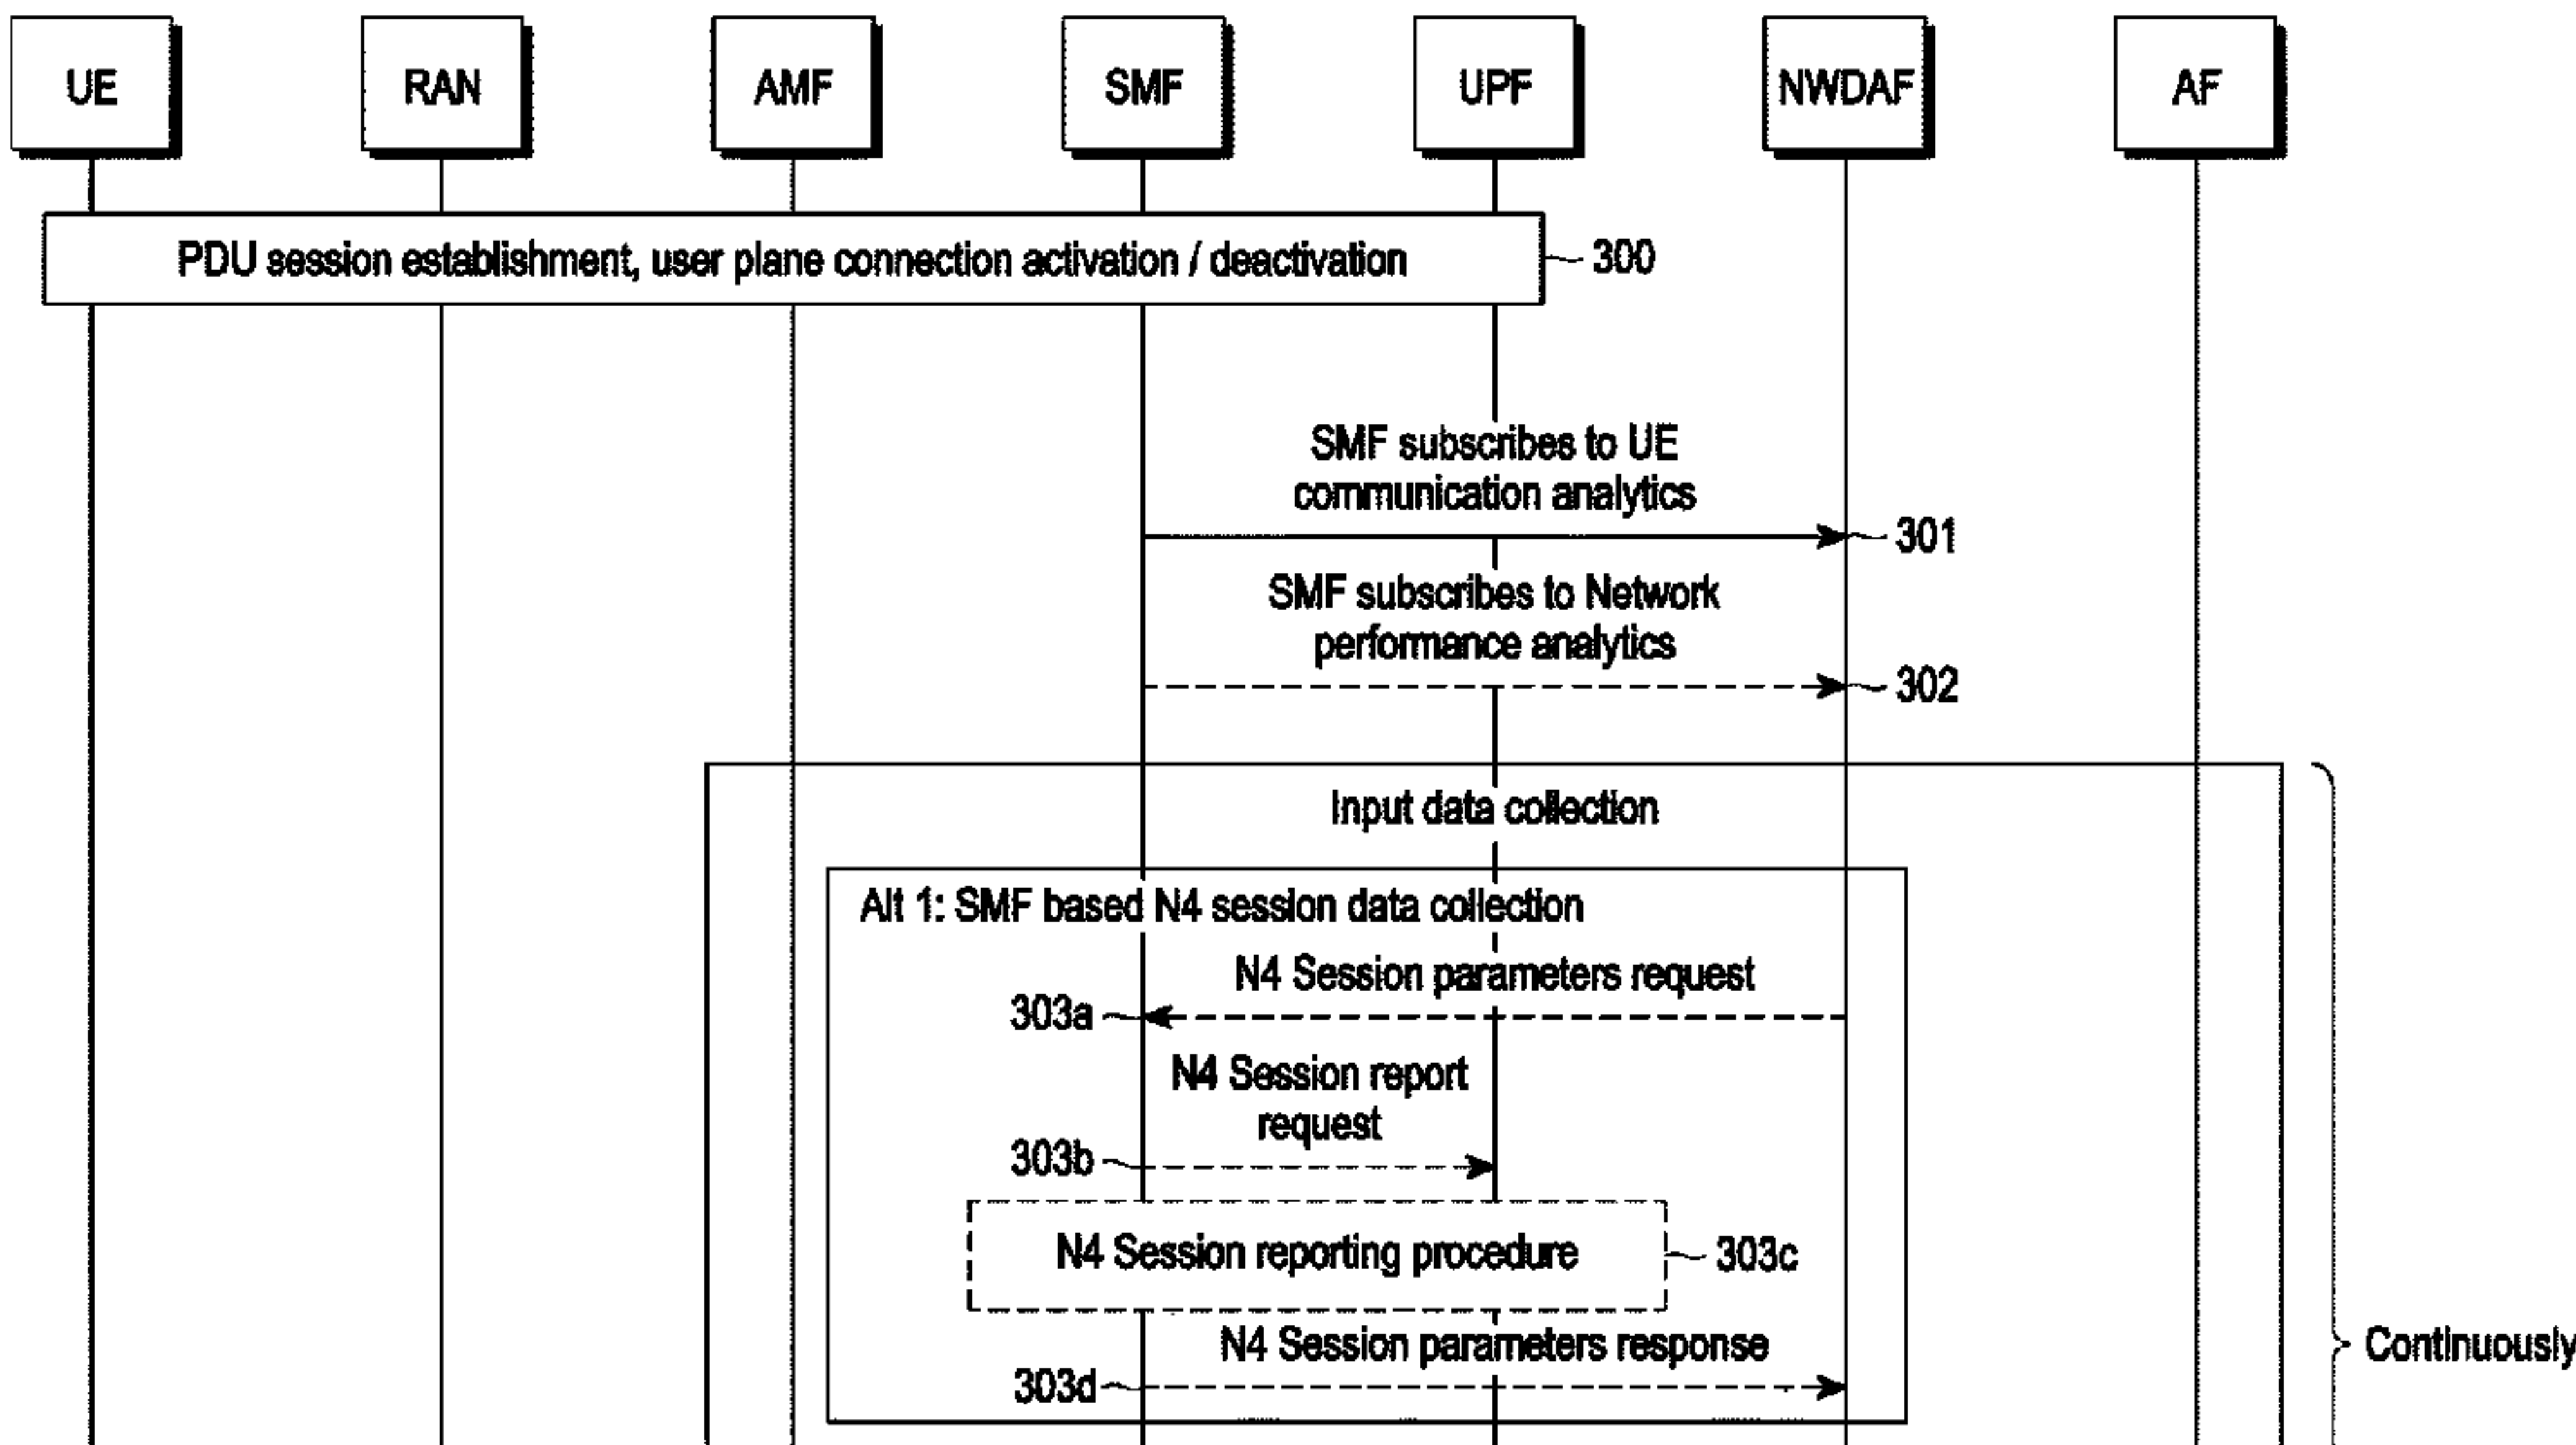 UE RAN AMF SMF UPF NWDAF AF
PDU session establishment, user plane connection activation / deactivation 300
SMF subscribes to UE
communication analytics
301
SMF subscribes to Network
performance analytics
302
Input data collection
Alt 1: SMF based N4 session data collection
N4 Session parameters request
303a
N4 Session report
request
303b
N4 Session reporting procedure 303c
N4 Session parameters response
Continuously
303d